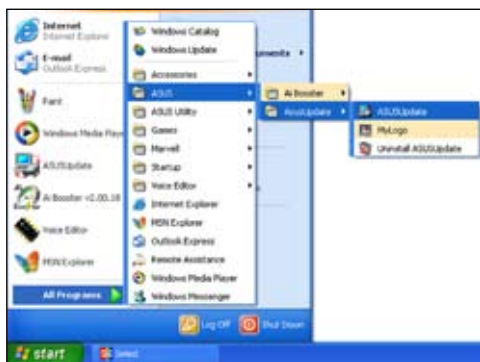 Internet
Internet Explorer
E-mail
Outlook Express
Paint
Windows Media Play
ASUSUpdate
Ai Booster v2.00.18
Voice Editor
MSN Explorer
All Programs
Windows Catalog
Windows Update
Accessories
ASUS
ASUS Utility
Games
Marvell
Startup
Voice Editor
Internet Explorer
MSN Explorer
Outlook Express
Remote Assistance
Windows Media Player
Windows Messenger
uments
Ai Booster
AsusUpdate
ASUSUpdate
MyLogo
Uninstall ASUSUpdate
Log Off
Shut Down
start